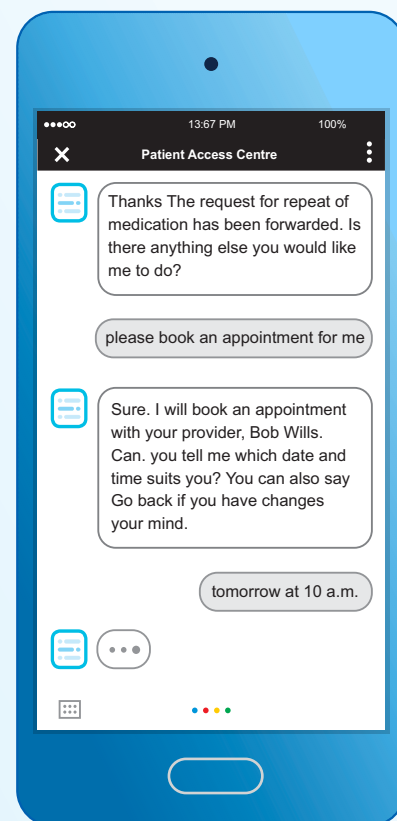 13:67 PM 100%
Patient Access Centre
Thanks The request for repeat of
medication has been forwarded. Is
there anything else you would like
me to do?
please book an appointment for me
Sure. I will book an appointment
with your provider, Bob Wills.
Can. you tell me which date and
time suits you? You can also say
Go back if you have changes
your mind.
tomorrow at 10 a.m.